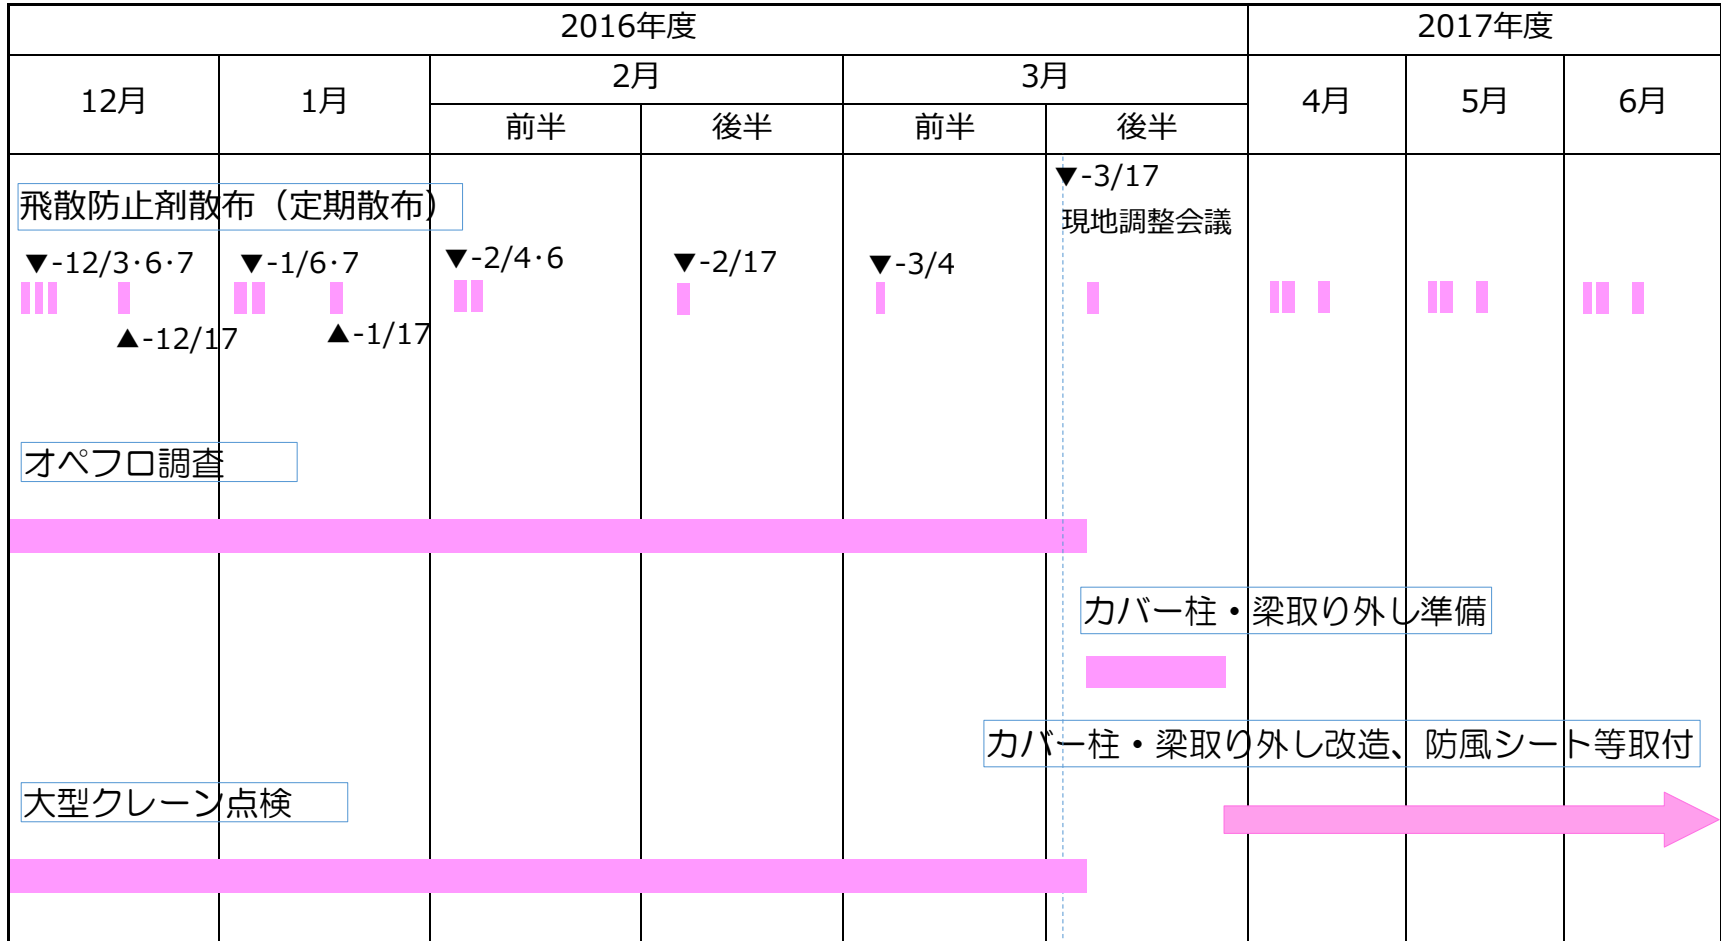 2016年度 2017年度
12月 1月 2月 3月 4月 5月 6月
前半 後半 前半 後半
飛散防止剤散布（定期散布）
▼-3/17
現地調整会議
▼-12/3・6・7 ▼-1/6・7 ▼-2/4・6 ▼-2/17 ▼-3/4
▲-12/17 ▲-1/17
オペフロ調査
カバー柱・梁取り外し準備
カバー柱・梁取り外し改造、防風シート等取付
大型クレーン点検